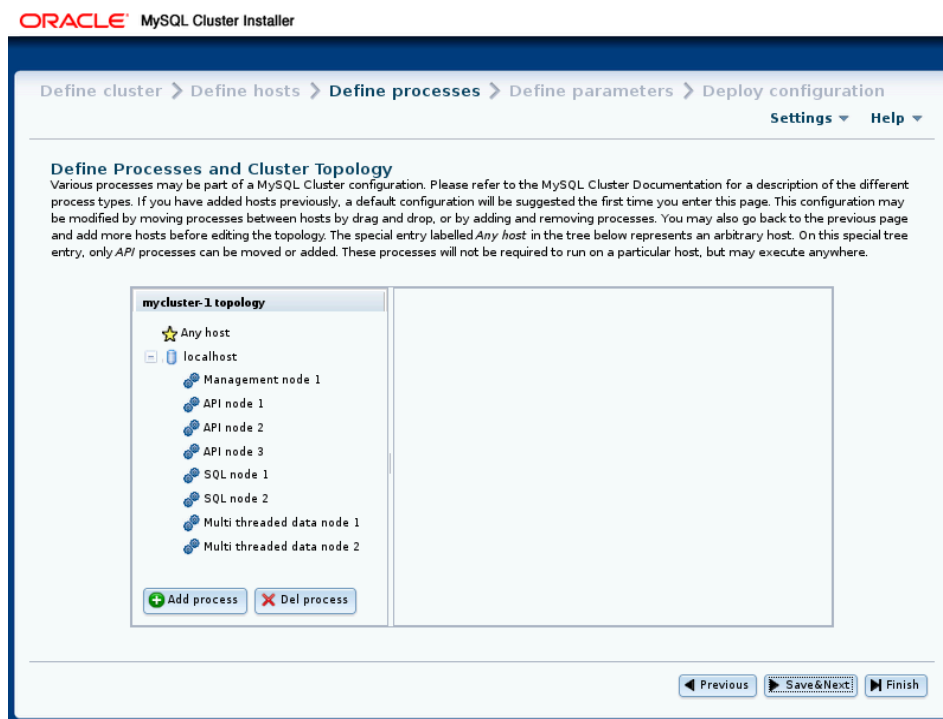 ORACLE® MySQL Cluster Installer
Define cluster > Define hosts > Define processes > Define parameters > Deploy configuration
Settings Help
Define Processes and Cluster Topology
Various processes may be part of a MySQL Cluster configuration. Please refer to the MySQL Cluster Documentation for a description of the different
process types. If you have added hosts previously, a default configuration will be suggested the first time you enter this page. This configuration may
be modified by moving processes between hosts by drag and drop, or by adding and removing processes. You may also go back to the previous page
and add more hosts before editing the topology. The special entry labelled Any host in the tree below represents an arbitrary host. On this special tree
entry, only API processes can be moved or added. These processes will not be required to run on a particular host, but may execute anywhere.
mycluster-1 topology
Any host
localhost
Management node 1
API node 1
API node 2
API node 3
SQL node 1
SQL node 2
Multi threaded data node 1
Multi threaded data node 2
Add process Del process
Previous Save&Next Finish